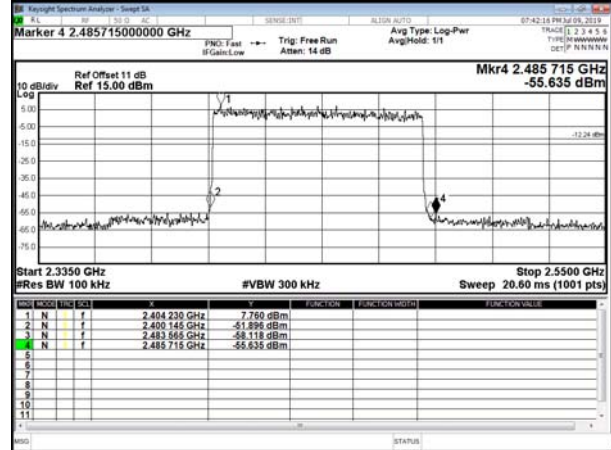 Keysight Spectrum Analyzer - Swept SA
RL RF 50 Ω AC SENSE:INT ALIGN AUTO 07:42:16 PM Jul 09, 2019
Marker 4 2.485715000000 GHz
PNO: Fast
IFGain:Low
Trig: Free Run
Atten: 14 dB
Avg Type: Log-Pwr
Avg|Hold: 1/1
TRACE 1 2 3 4 5 6
TYPE M WWWWW
DET P N N N N N
Mkr4 2.485 715 GHz
-55.635 dBm
Ref Offset 11 dB
10 dB/div Ref 15.00 dBm
Log
5.00
-5.00
-15.0
-25.0
-35.0
-45.0
-55.0
-65.0
-75.0
1
2
4
-12.24 dBm
Start 2.3350 GHz Stop 2.5500 GHz
#Res BW 100 kHz #VBW 300 kHz Sweep 20.60 ms (1001 pts)
MKR MODE TRC SCL X Y FUNCTION FUNCTION WIDTH FUNCTION VALUE
1 N f 2.404 230 GHz 7.760 dBm
2 N f 2.400 145 GHz -51.896 dBm
3 N f 2.483 565 GHz -58.118 dBm
4 N f 2.485 715 GHz -55.635 dBm
5
6
7
8
9
10
11
MSG STATUS